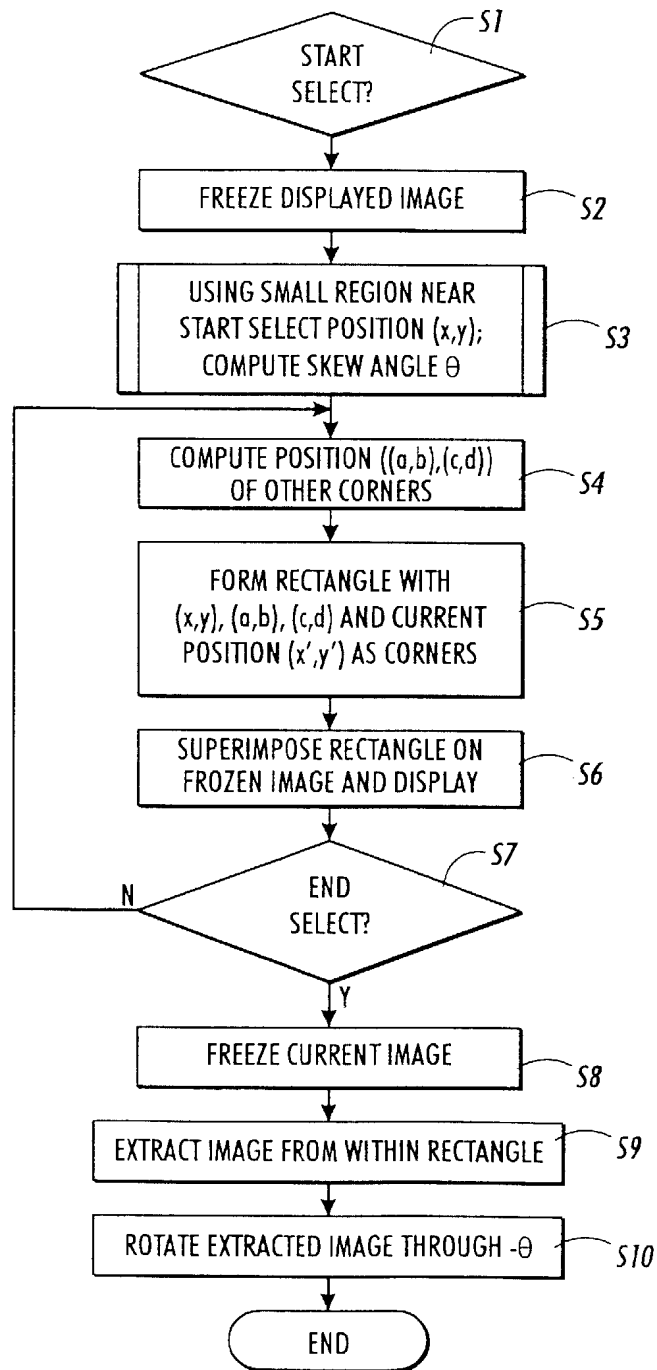 S1
START
SELECT?
FREEZE DISPLAYED IMAGE
S2
USING SMALL REGION NEAR
START SELECT POSITION (x,y);
COMPUTE SKEW ANGLE θ
S3
COMPUTE POSITION ((a,b),(c,d))
OF OTHER CORNERS
S4
FORM RECTANGLE WITH
(x,y), (a,b), (c,d) AND CURRENT
POSITION (x',y') AS CORNERS
S5
SUPERIMPOSE RECTANGLE ON
FROZEN IMAGE AND DISPLAY
S6
S7
N
END
SELECT?
Y
FREEZE CURRENT IMAGE
S8
EXTRACT IMAGE FROM WITHIN RECTANGLE
S9
ROTATE EXTRACTED IMAGE THROUGH -θ
S10
END